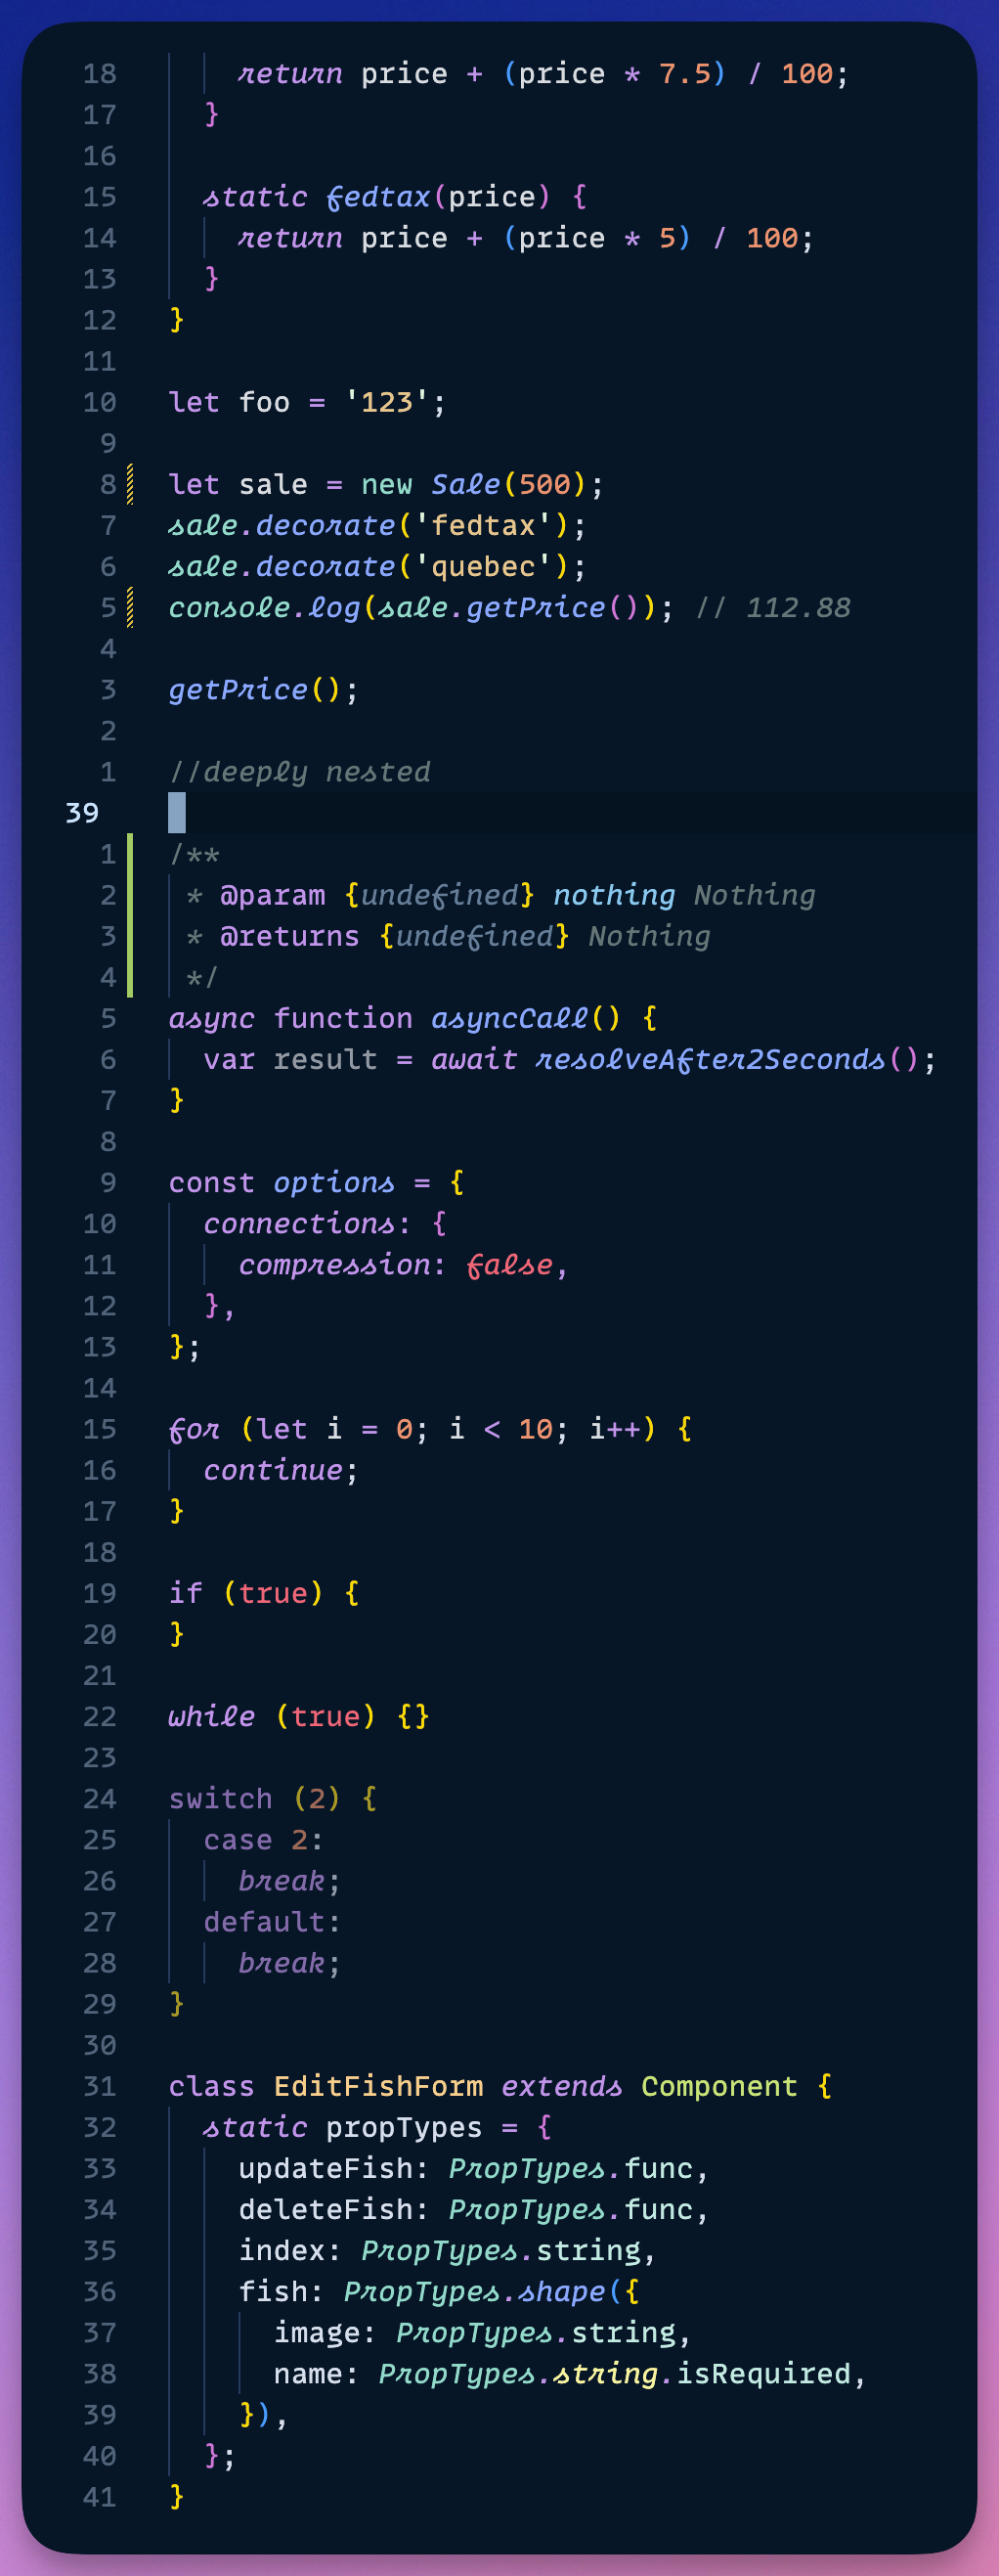 18 return price + (price * 7.5) / 100;
17 }
16
15 static fedtax(price) {
14 return price + (price * 5) / 100;
13 }
12 }
11
10 let foo = '123';
9
8 let sale = new Sale(500);
7 sale.decorate('fedtax');
6 sale.decorate('quebec');
5 console.log(sale.getPrice()); // 112.88
4
3 getPrice();
2
1 //deeply nested
39
1 /**
2 * @param {undefined} nothing Nothing
3 * @returns {undefined} Nothing
4 */
5 async function asyncCall() {
6 var result = await resolveAfter2Seconds();
7 }
8
9 const options = {
10 connections: {
11 compression: false,
12 },
13 };
14
15 for (let i = 0; i < 10; i++) {
16 continue;
17 }
18
19 if (true) {
20 }
21
22 while (true) {}
23
24 switch (2) {
25 case 2:
26 break;
27 default:
28 break;
29 }
30
31 class EditFishForm extends Component {
32 static propTypes = {
33 updateFish: PropTypes.func,
34 deleteFish: PropTypes.func,
35 index: PropTypes.string,
36 fish: PropTypes.shape({
37 image: PropTypes.string,
38 name: PropTypes.string.isRequired,
39 }),
40 };
41 }